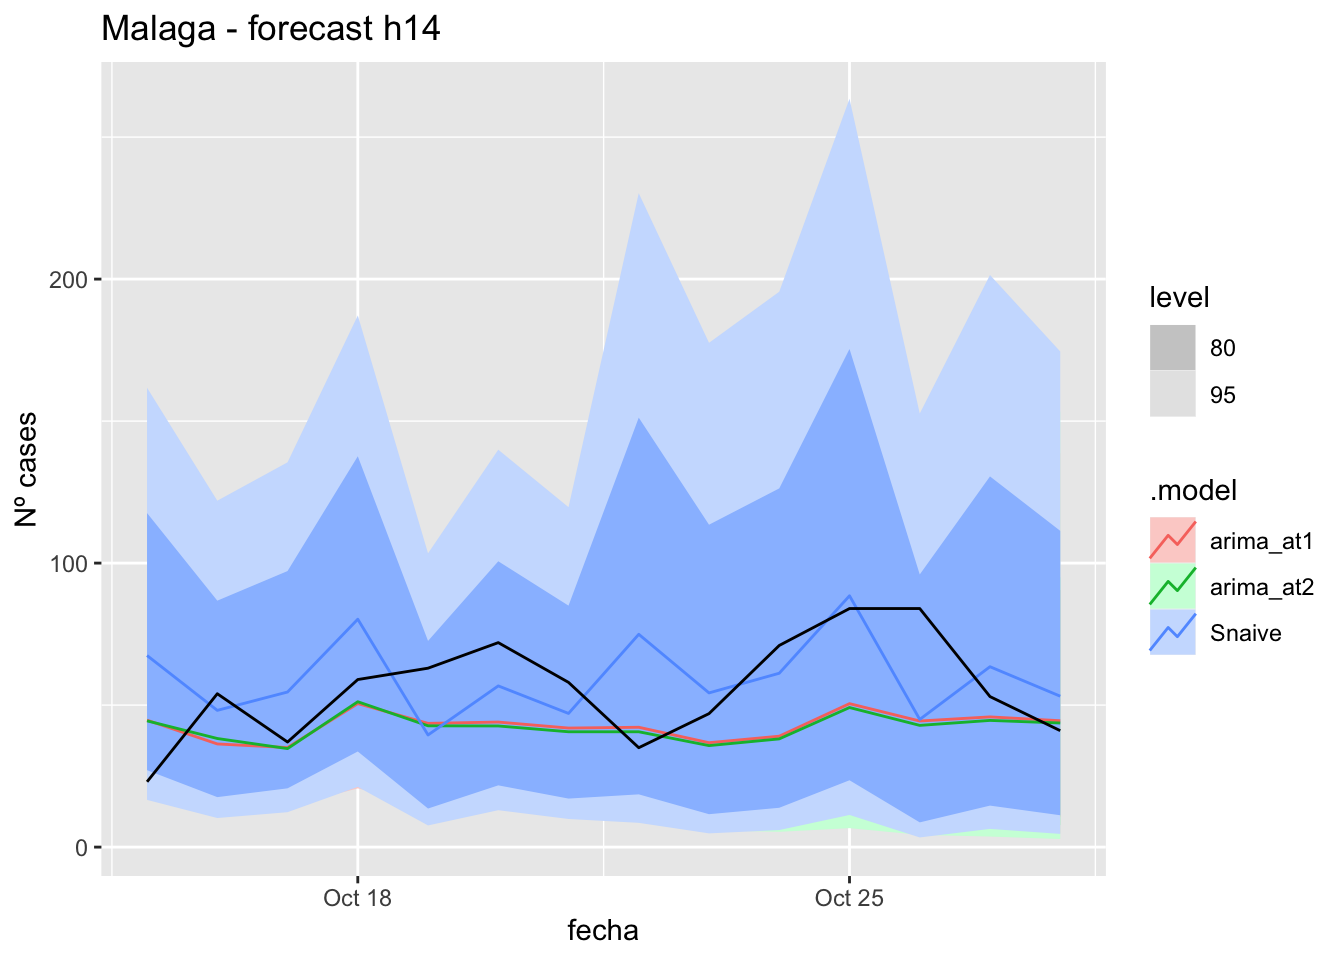 Malaga - forecast h14
Nº cases
200
100
0
Oct 18
Oct 25
fecha
level
80
95
.model
arima_at1
arima_at2
Snaive